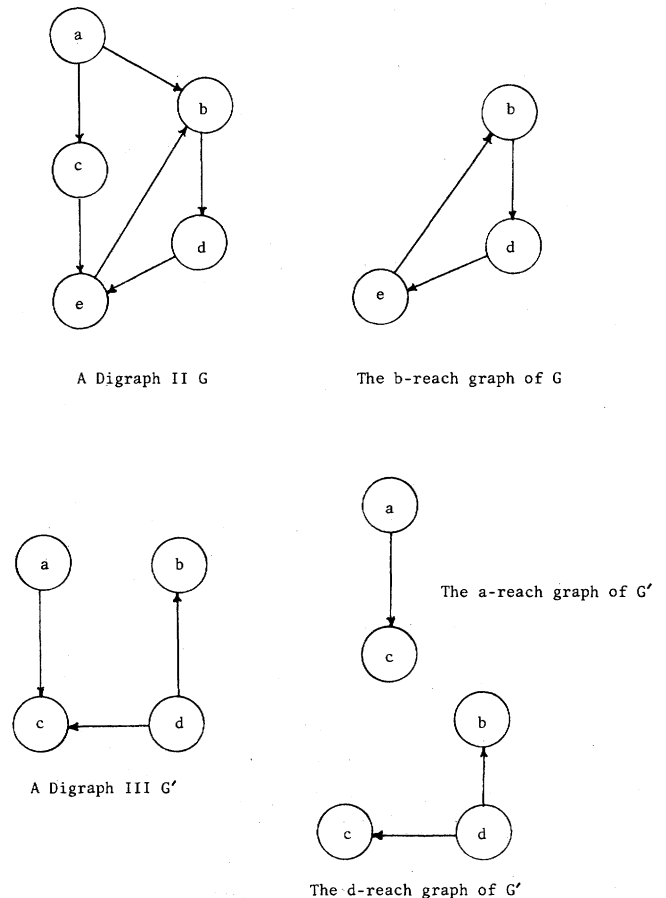 a
b
c
d
e
b
d
e
A Digraph II G
The b-reach graph of G
a
b
c
d
A Digraph III G′
a
The a-reach graph of G′
c
b
c
d
The d-reach graph of G′